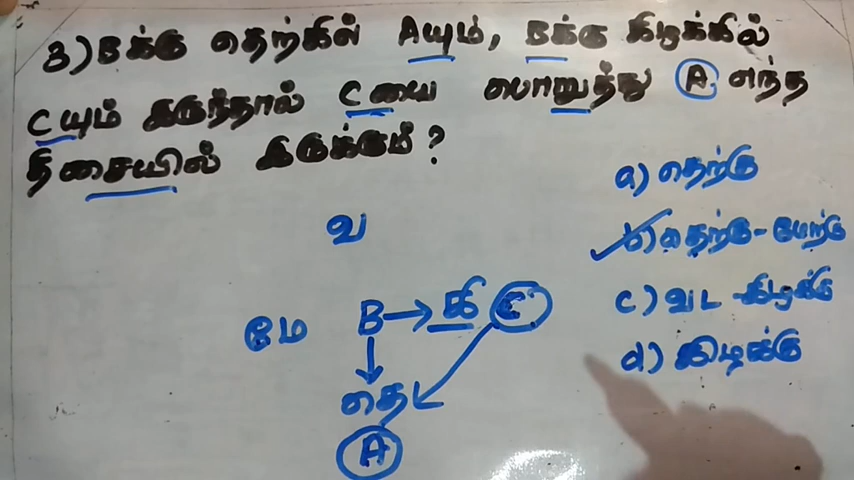 3) Bக்கு தெற்கில் Aயும், Bக்கு கிழக்கில்
Cயும் இருந்தால் Cயை பொறுத்து A எந்த
திசையில் இருக்கும்?
a) தெற்கு
b) தெற்கு-மேற்கு
c) வட-கிழக்கு
d) கிழக்கு
வ
மே B கி C
தெ
A